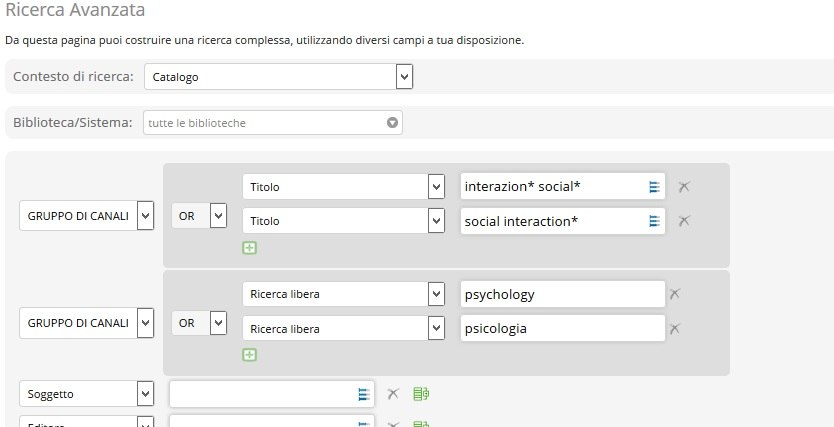 Ricerca Avanzata
Da questa pagina puoi costruire una ricerca complessa, utilizzando diversi campi a tua disposizione.
Contesto di ricerca: Catalogo
Biblioteca/Sistema: tutte le biblioteche
Titolo interazion* social*
GRUPPO DI CANALI OR
Titolo social interaction*
Ricerca libera psychology
GRUPPO DI CANALI OR
Ricerca libera psicologia
Soggetto